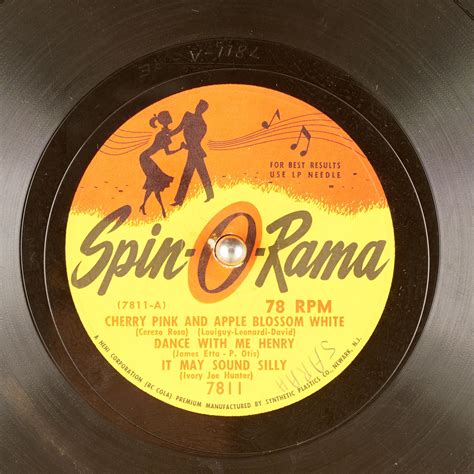 7811-A
FOR BEST RESULTS
USE LP NEEDLE
Spin-O-Rama
(7811-A) 78 RPM
CHERRY PINK AND APPLE BLOSSOM WHITE
(Cerezo Rosa) (Louiguy-Leonardi-David)
DANCE WITH ME HENRY
(James Etta - P. Otis)
IT MAY SOUND SILLY
(Ivory Joe Hunter)
7811
A NEHI CORPORATION (RC COLA) PREMIUM MANUFACTURED BY SYNTHETIC PLASTICS CO., NEWARK, N.J.